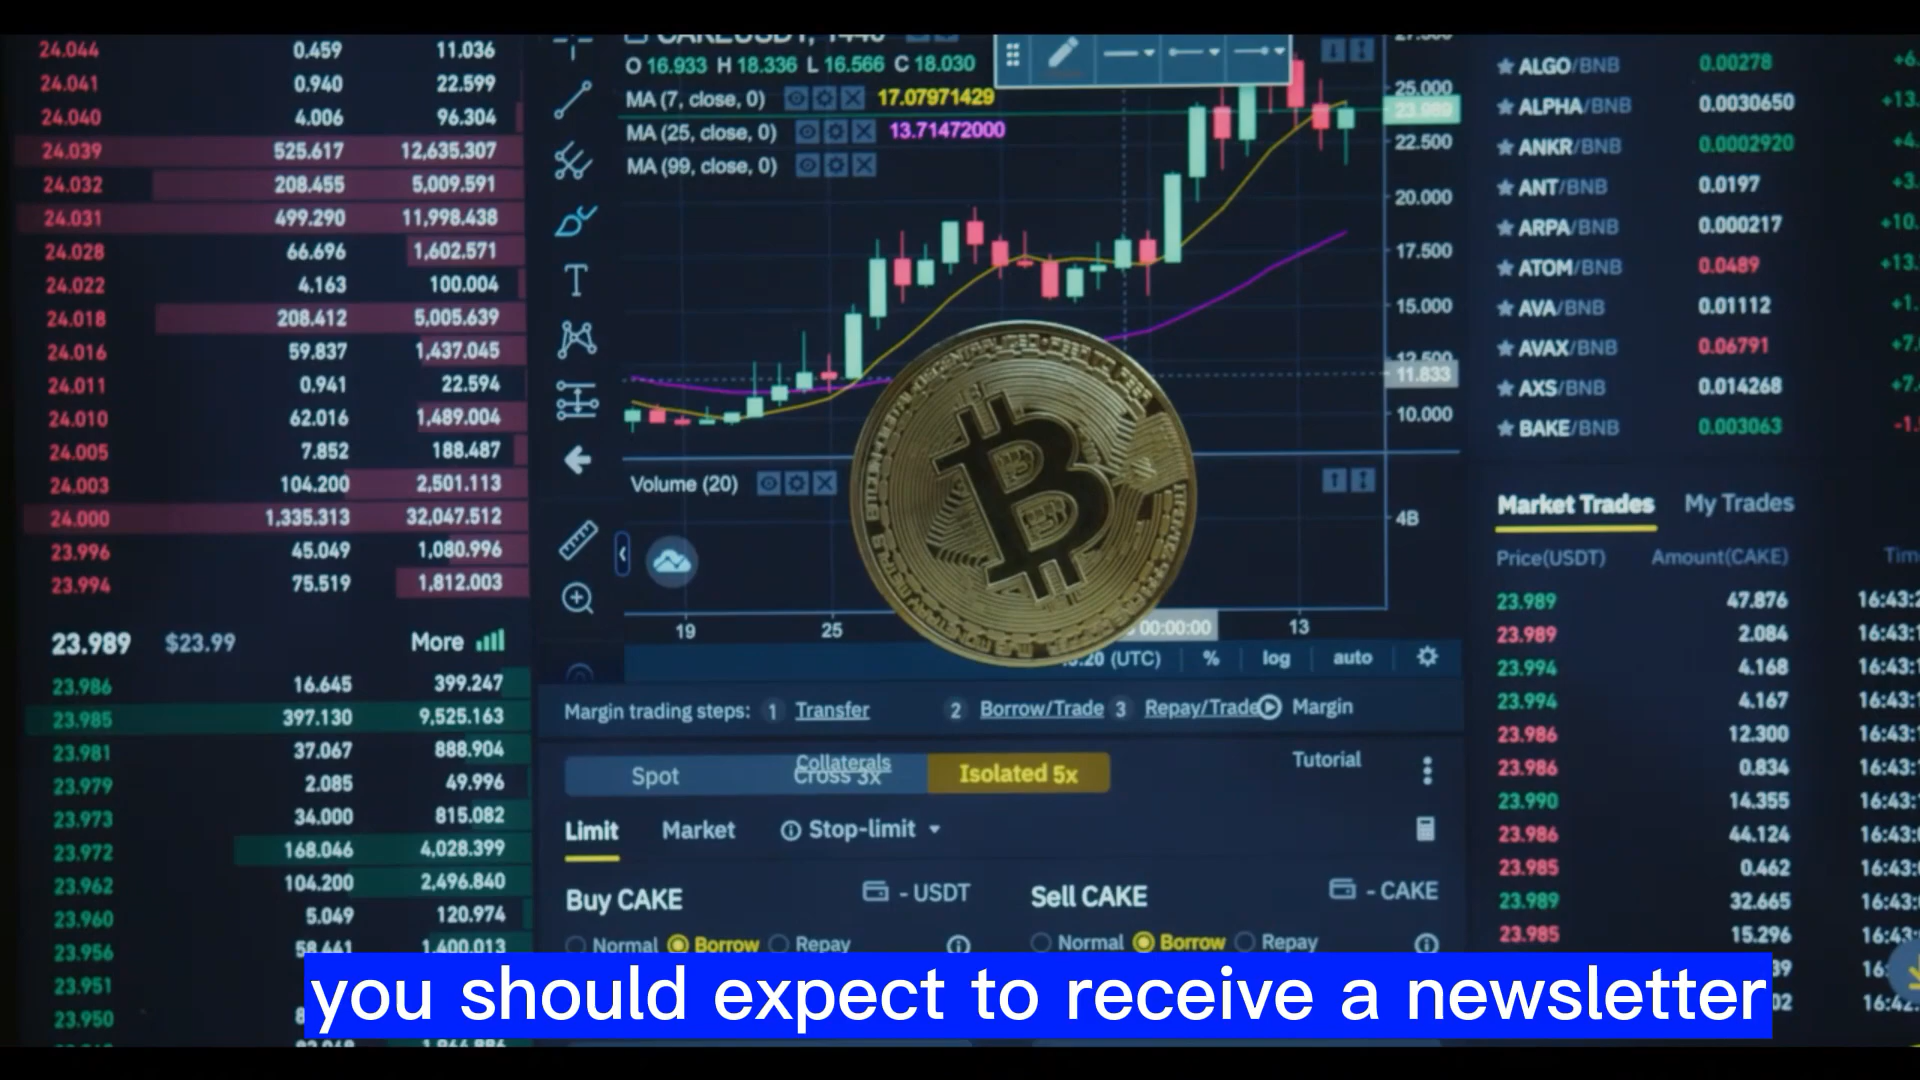 24.044 0.459 11.036
24.041 0.940 22.599
24.040 4.006 96.304
24.039 525.617 12,635.307
24.032 208.455 5,009.591
24.031 499.290 11,998.438
24.028 66.696 1,602.571
24.022 4.163 100.004
24.018 208.412 5,005.639
24.016 59.837 1,437.045
24.011 0.941 22.594
24.010 62.016 1,489.004
24.005 7.852 188.487
24.003 104.200 2,501.113
24.000 1,335.313 32,047.512
23.996 45.049 1,080.996
23.994 75.519 1,812.003
23.989 $23.99 More
23.986 16.645 399.247
23.985 397.130 9,525.163
23.981 37.067 888.904
23.979 2.085 49.996
23.973 34.000 815.082
23.972 168.046 4,028.399
23.962 104.200 2,496.840
23.960 5.049 120.974
23.956 58.441 1,400.013
23.951
23.950
CAKEUSDT, 1440
O 16.933 H 18.336 L 16.566 C 18.030
MA (7, close, 0) 17.07971429
MA (25, close, 0) 13.71472000
MA (99, close, 0)
25.000
23.989
22.500
20.000
17.500
15.000
12.500
11.833
10.000
Volume (20)
4B
19 25 00:00:00 13
(UTC) % log auto
Margin trading steps: 1 Transfer 2 Borrow/Trade 3 Repay/Trade Margin
Tutorial
Collaterals
Spot Cross 3x Isolated 5x
Limit Market Stop-limit
Buy CAKE - USDT Sell CAKE - CAKE
Normal Borrow Repay Normal Borrow Repay
ALGO/BNB 0.00278
ALPHA/BNB 0.0030650
ANKR/BNB 0.0002920
ANT/BNB 0.0197
ARPA/BNB 0.000217
ATOM/BNB 0.0489
AVA/BNB 0.01112
AVAX/BNB 0.06791
AXS/BNB 0.014268
BAKE/BNB 0.003063
Market Trades My Trades
Price(USDT) Amount(CAKE)
23.989 47.876
23.989 2.084
23.994 4.168
23.994 4.167
23.986 12.300
23.986 0.834
23.990 14.355
23.986 44.124
23.985 0.462
23.989 32.665
23.985 15.296
you should expect to receive a newsletter